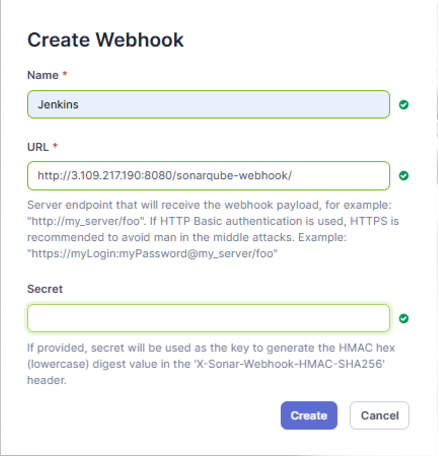 Create Webhook
Name *
Jenkins
URL *
http://3.109.217.190:8080/sonarqube-webhook/
Server endpoint that will receive the webhook payload, for example:
"http://my_server/foo". If HTTP Basic authentication is used, HTTPS is
recommended to avoid man in the middle attacks. Example:
"https://myLogin:myPassword@my_server/foo"
Secret
If provided, secret will be used as the key to generate the HMAC hex
(lowercase) digest value in the 'X-Sonar-Webhook-HMAC-SHA256'
header.
Create Cancel